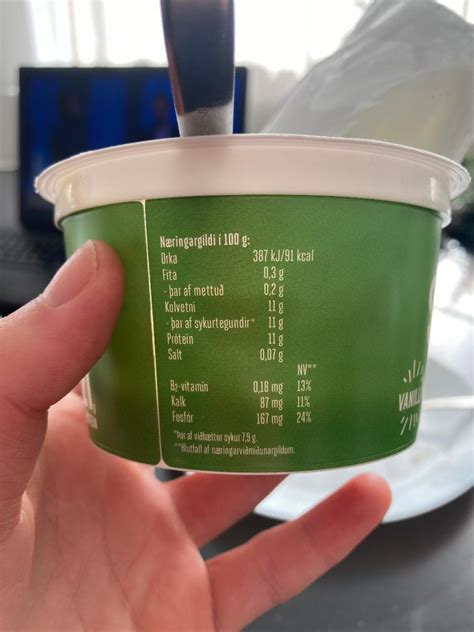 Næringargildi í 100 g:
Orka 387 kJ/91 kcal
Fita 0,3 g
- þar af mettuð 0,2 g
Kolvetni 11 g
- þar af sykurtegundir* 11 g
Prótein 11 g
Salt 0,07 g
NV**
B₂-vítamín 0,18 mg 13%
Kalk 87 mg 11%
Fosfór 167 mg 24%
*Þar af viðbættur sykur 7,9 g.
**Hlutfall af næringarviðmiðunargildum.
VANILL